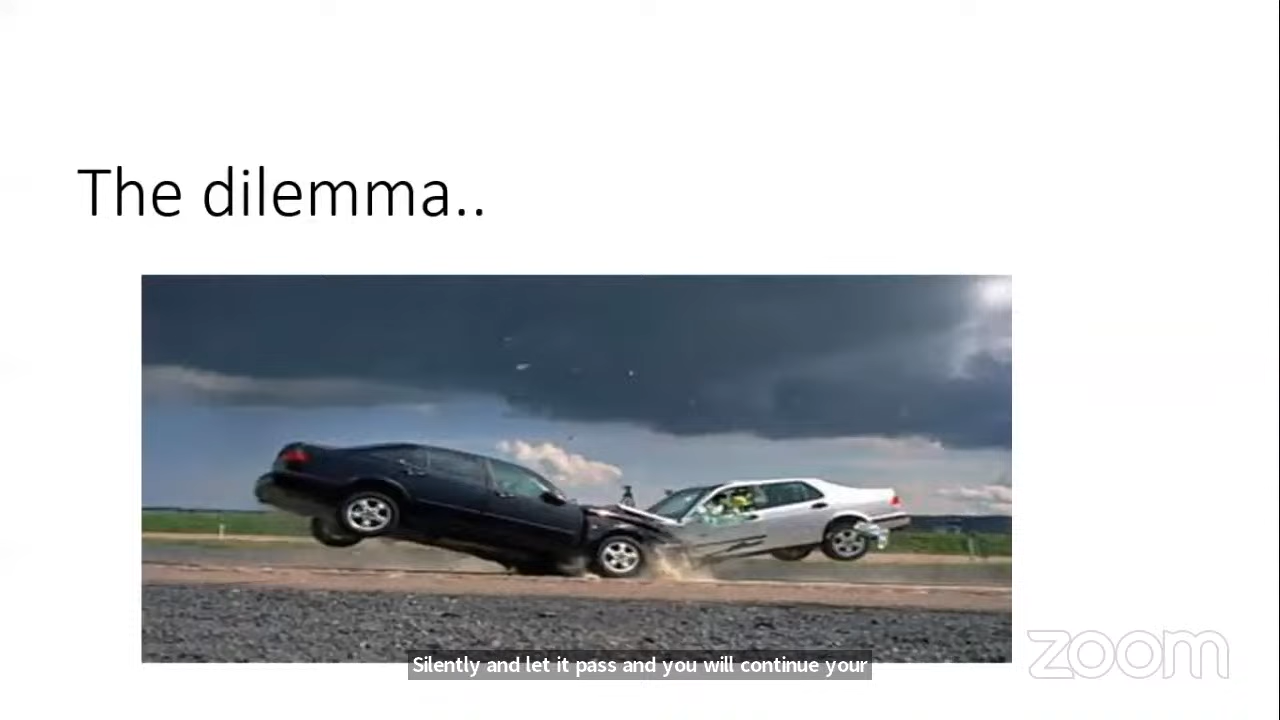 The dilemma..
Silently and let it pass and you will continue your
zoom